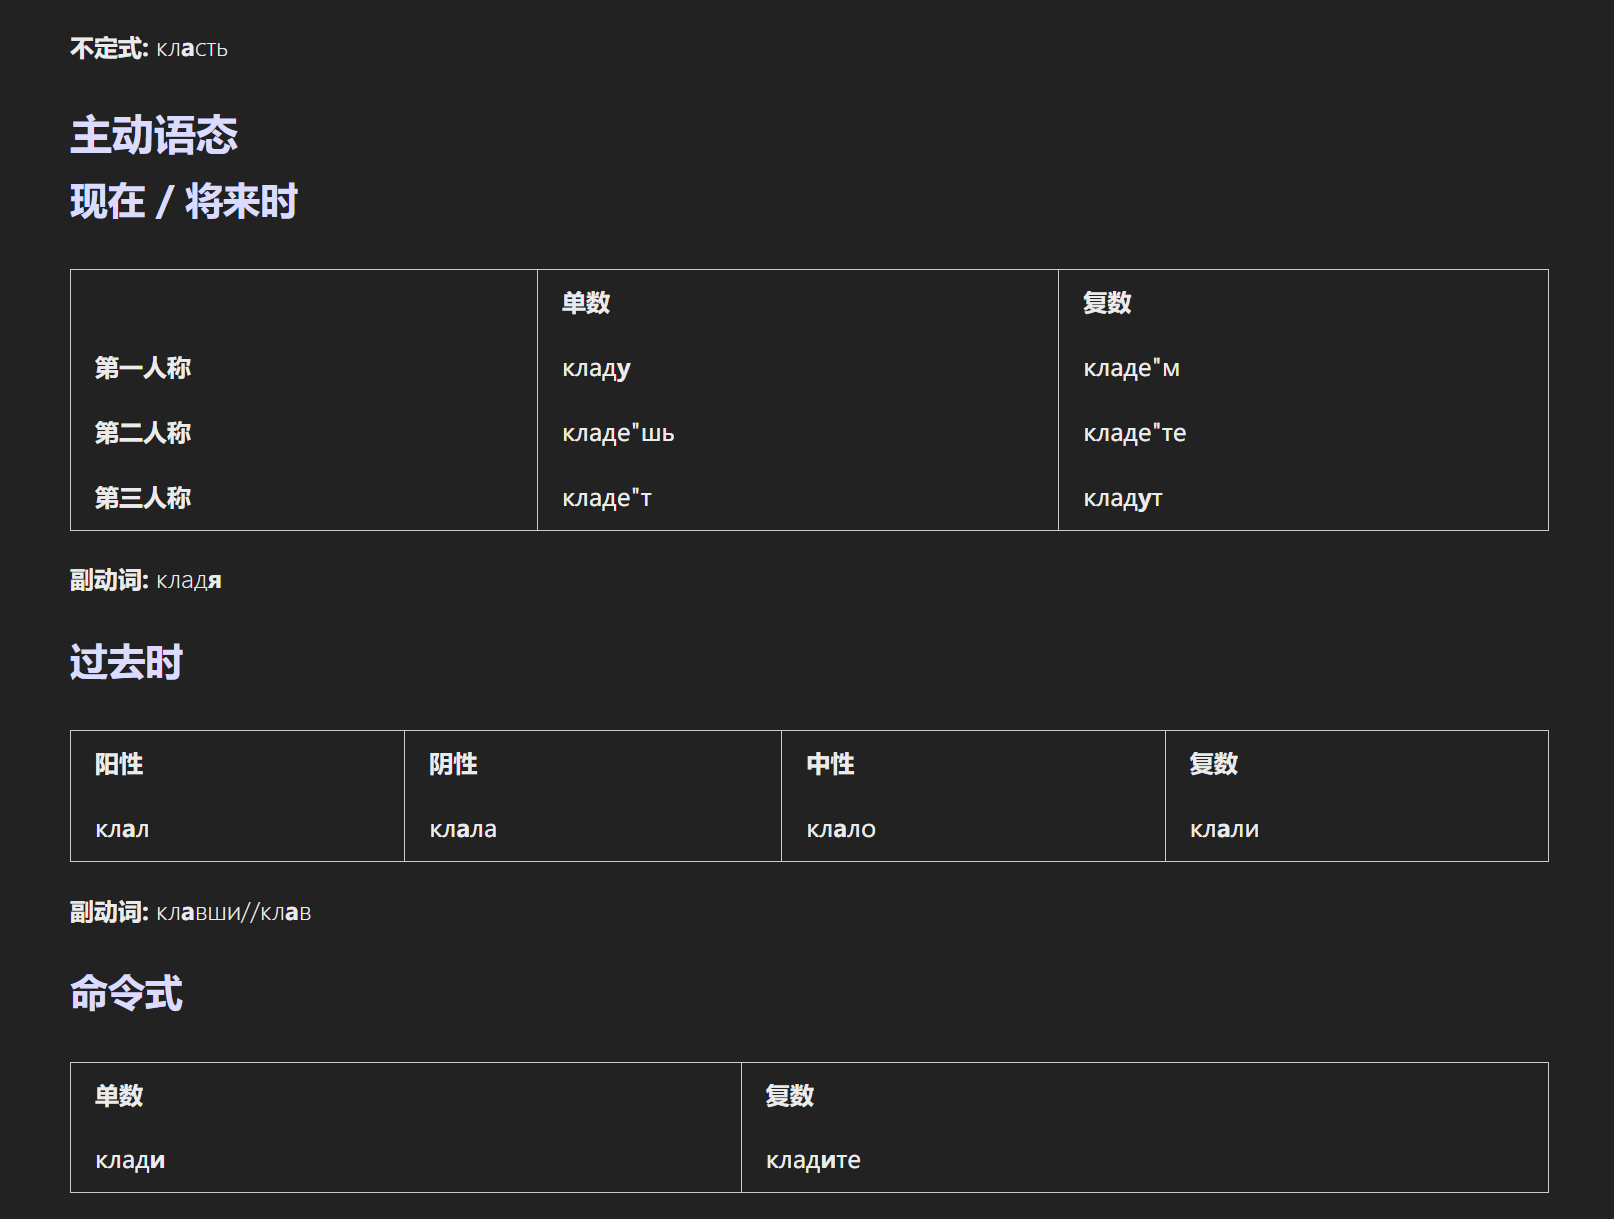 不定式: класть
主动语态
现在 / 将来时
单数 复数
第一人称 кладу кладе"м
第二人称 кладе"шь кладе"те
第三人称 кладе"т кладут
副动词: кладя
过去时
阳性 阴性 中性 复数
клал клала клало клали
副动词: клавши//клав
命令式
单数 复数
клади кладите